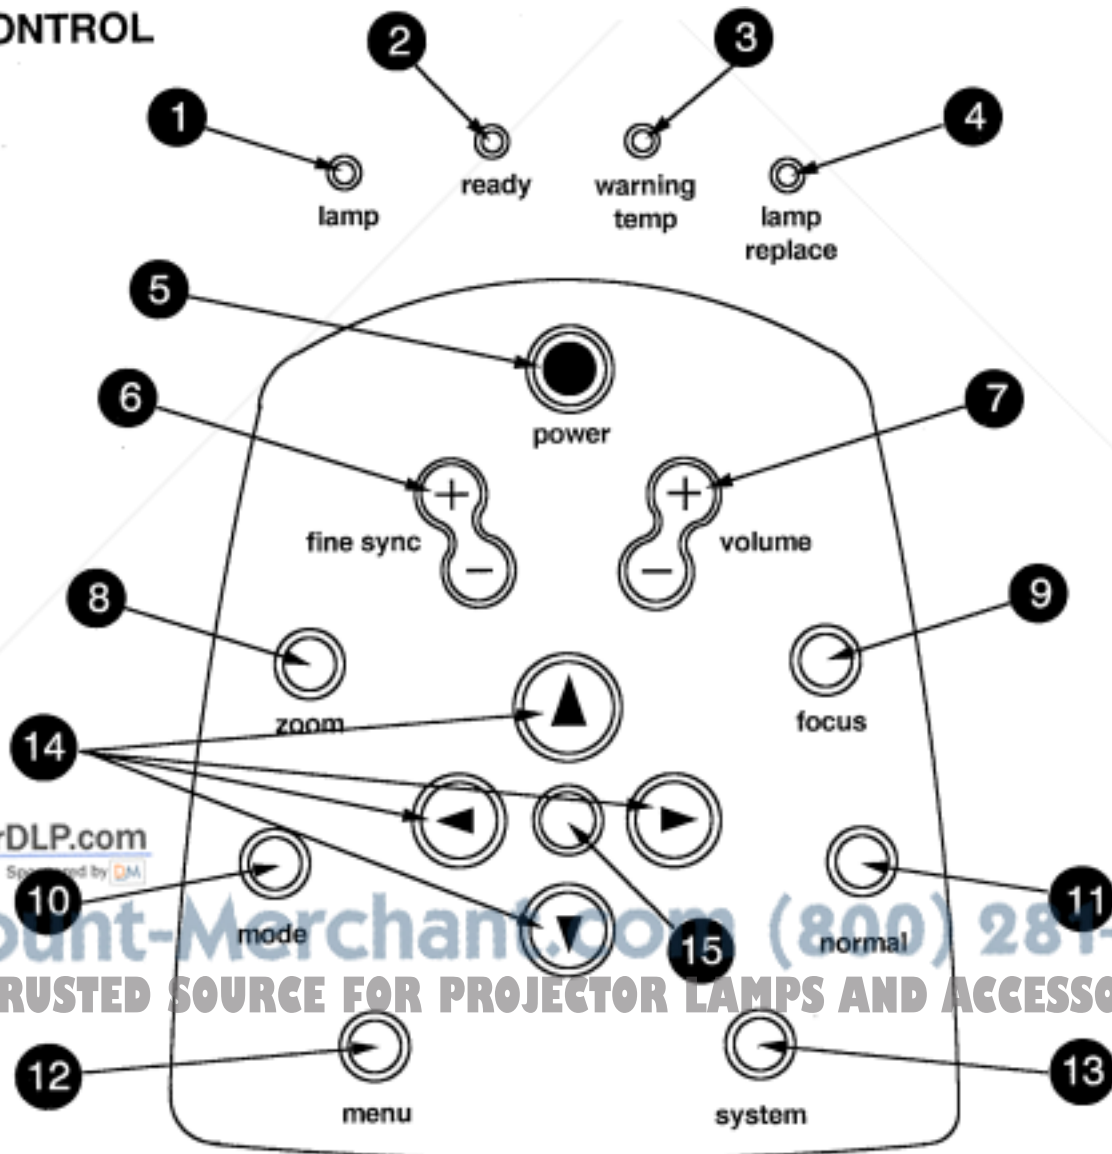 ONTROL
2
3
1
4
lamp
ready
warning
temp
lamp
replace
5
power
6
7
fine sync
volume
+
−
+
−
8
9
zoom
focus
14
rDLP.com
10
11
mode
15
normal
ount-Merchant.com (800) 281-
RUSTED SOURCE FOR PROJECTOR LAMPS AND ACCESSO
12
13
menu
system